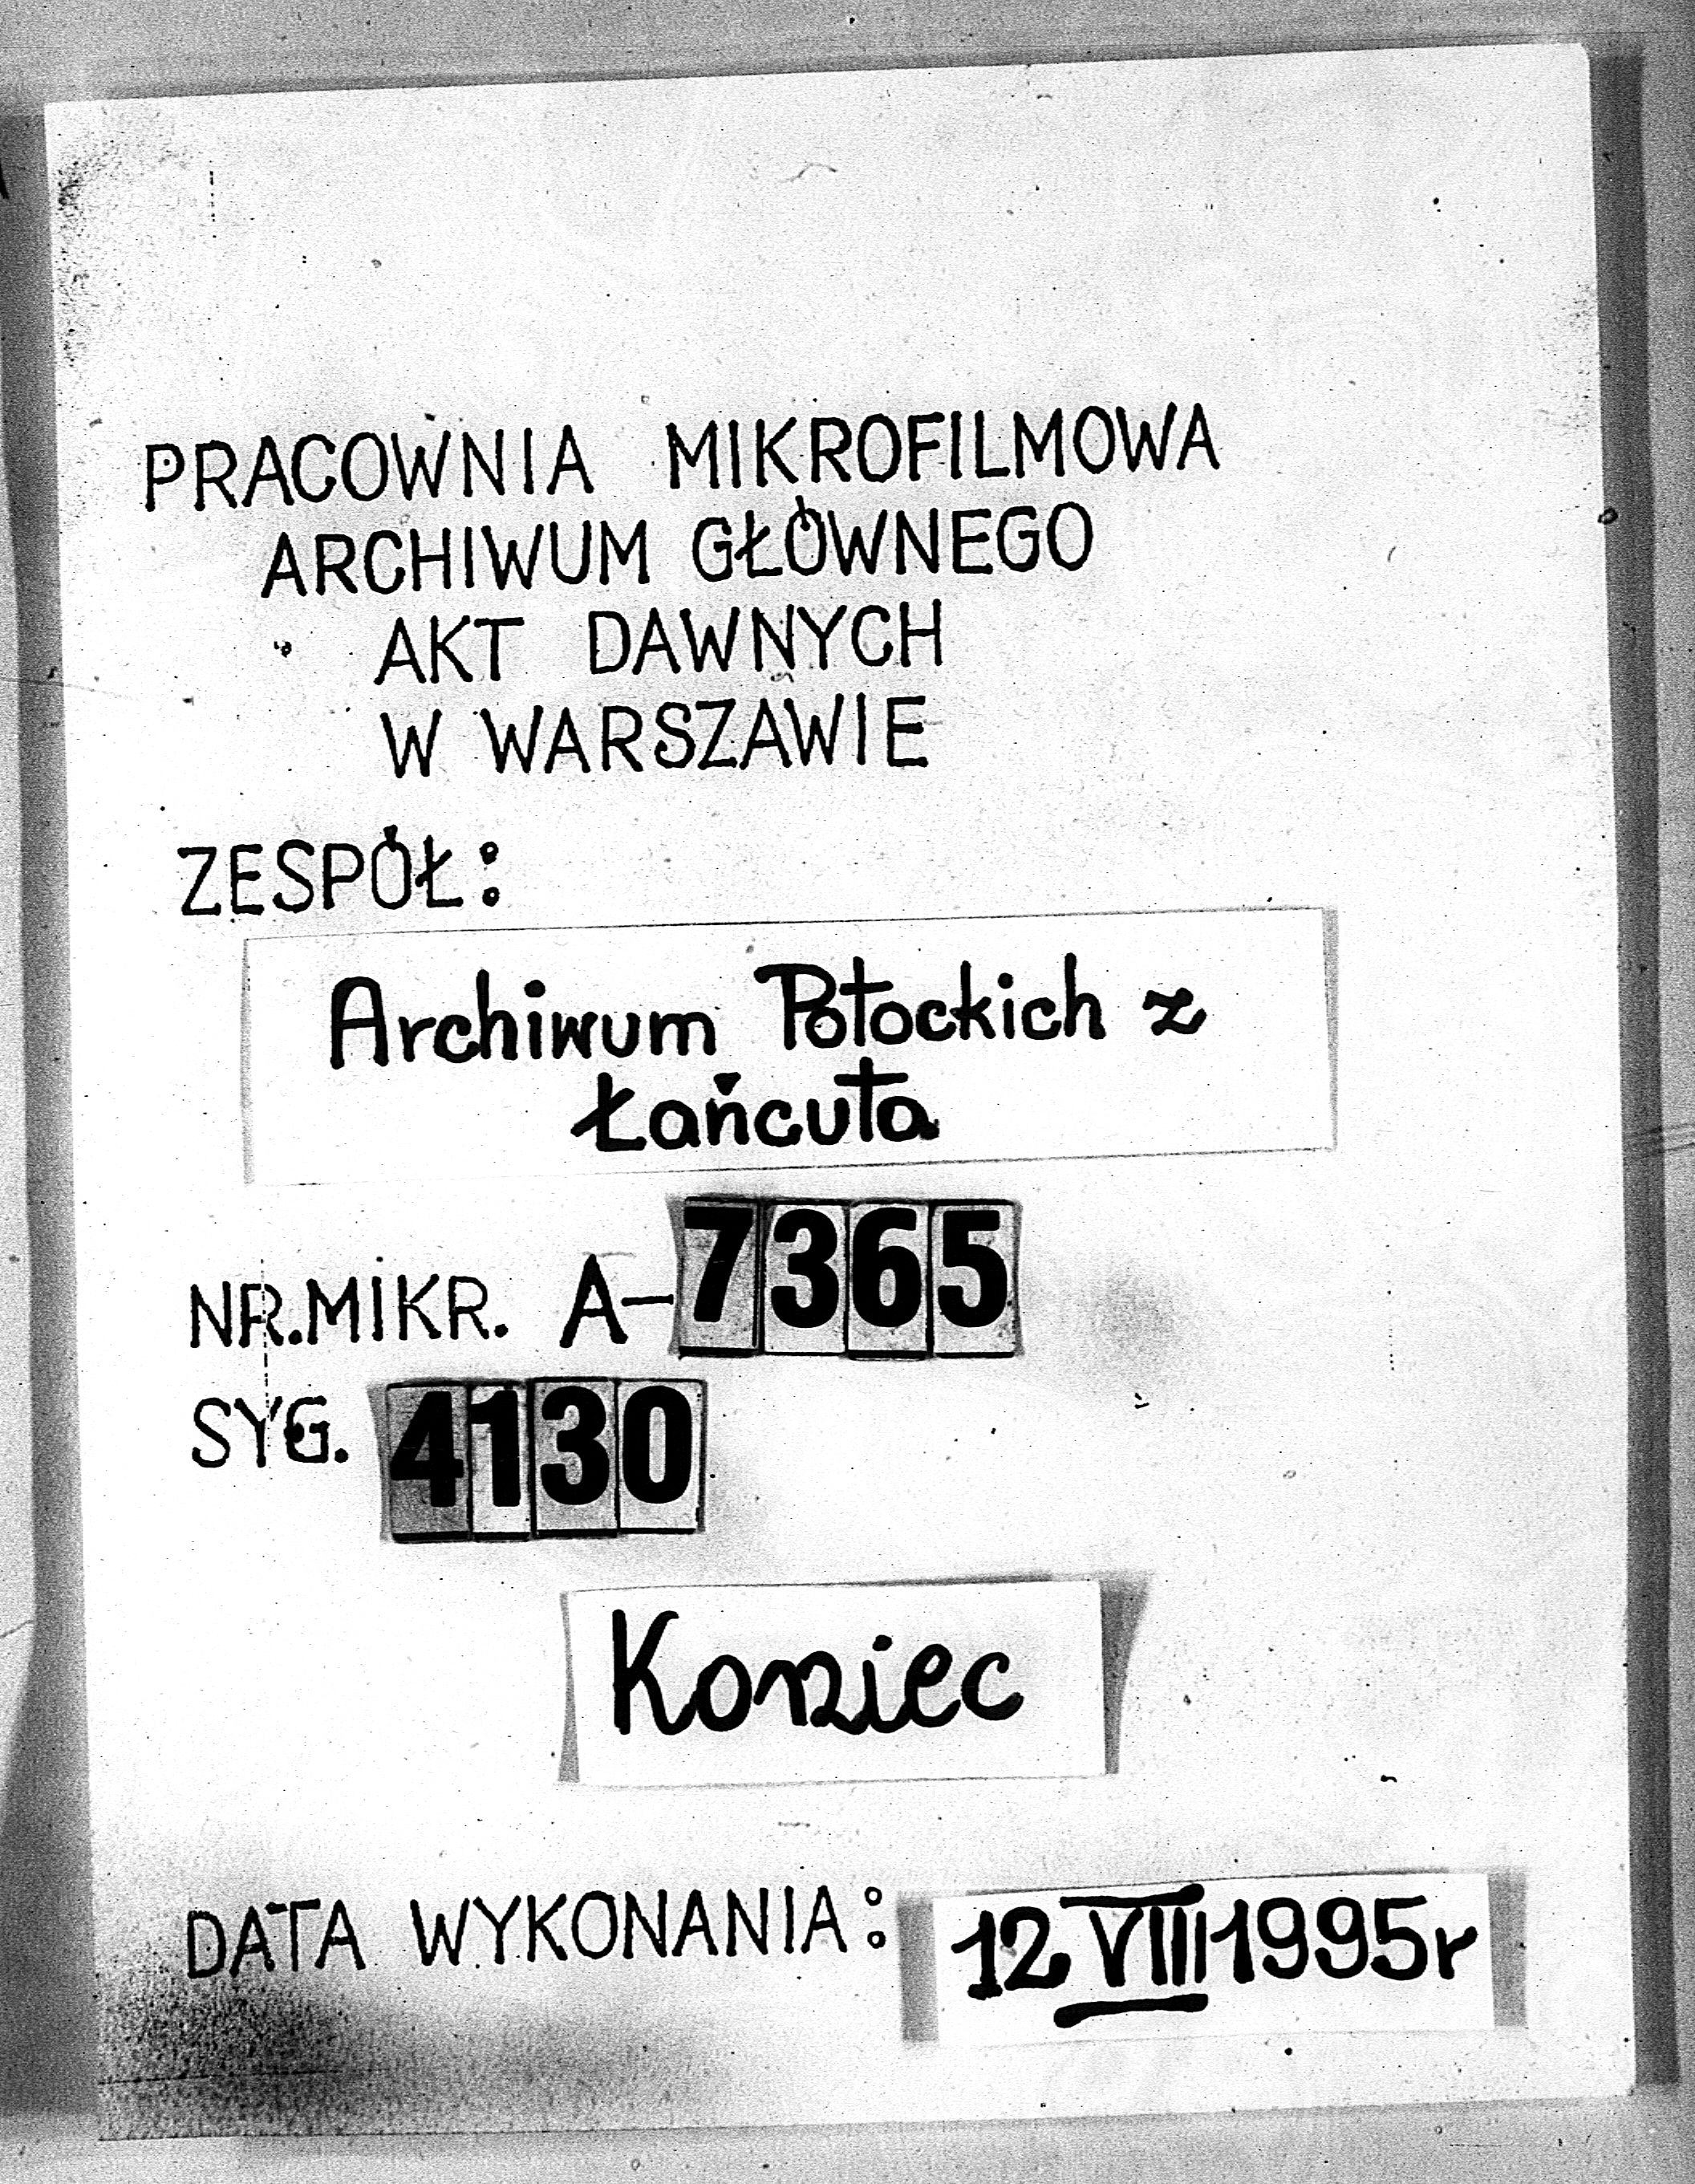 PRACOWNIA MIKROFILMOWA
ARCHIWUM GŁÓWNEGO
AKT DAWNYCH
W WARSZAWIE
ZESPÓŁ:
Archiwum Potockich z
Łańcuta
NR.MIKR. A-7365
SYG. 4130
Koniec
DATA WYKONANIA: 12 VIII 1995r